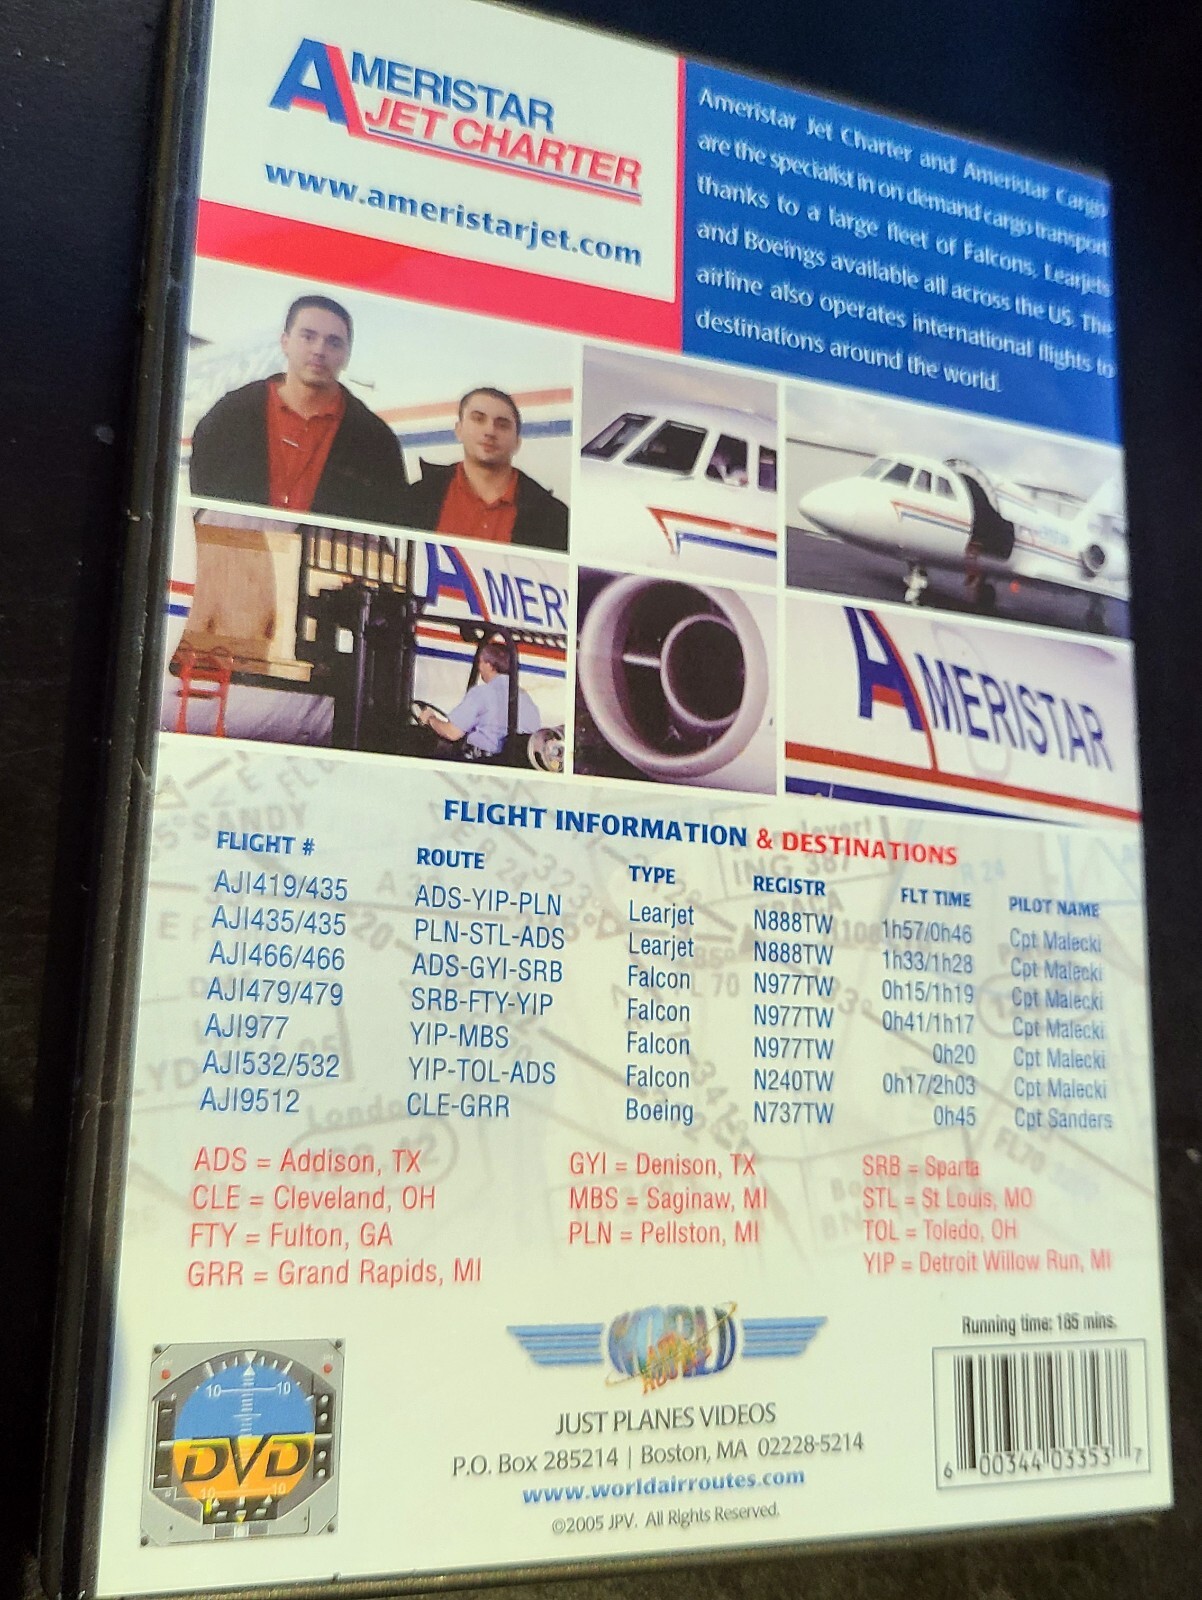 AMERISTAR
JET CHARTER
www.ameristarjet.com
Ameristar Jet Charter and Ameristar Cargo
are the specialist in on demand cargo transport
thanks to a large fleet of Falcons, Learjets
and Boeings available all across the US. The
airline also operates international flights to
destinations around the world.
AMER
AMERISTAR
FLIGHT INFORMATION & DESTINATIONS
FLIGHT # ROUTE TYPE REGISTR FLT TIME PILOT NAME
AJI419/435 ADS-YIP-PLN Learjet N888TW 1h57/0h46 Cpt Malecki
AJI435/435 PLN-STL-ADS Learjet N888TW 1h33/1h28 Cpt Malecki
AJI466/466 ADS-GYI-SRB Falcon N977TW 0h15/1h19 Cpt Malecki
AJI479/479 SRB-FTY-YIP Falcon N977TW 0h41/1h17 Cpt Malecki
AJI977 YIP-MBS Falcon N977TW 0h20 Cpt Malecki
AJI532/532 YIP-TOL-ADS Falcon N240TW 0h17/2h03 Cpt Malecki
AJI9512 CLE-GRR Boeing N737TW 0h45 Cpt Sanders
ADS = Addison, TX GYI = Denison, TX SRB = Sparta
CLE = Cleveland, OH MBS = Saginaw, MI STL = St Louis, MO
FTY = Fulton, GA PLN = Pellston, MI TOL = Toledo, OH
GRR = Grand Rapids, MI YIP = Detroit Willow Run, MI
Running time: 185 mins.
WORLD
AIR
ROUTES
10 10
DVD
10 10
JUST PLANES VIDEOS
P.O. Box 285214 | Boston, MA 02228-5214
www.worldairroutes.com
©2005 JPV. All Rights Reserved.
6 00344 03353 7